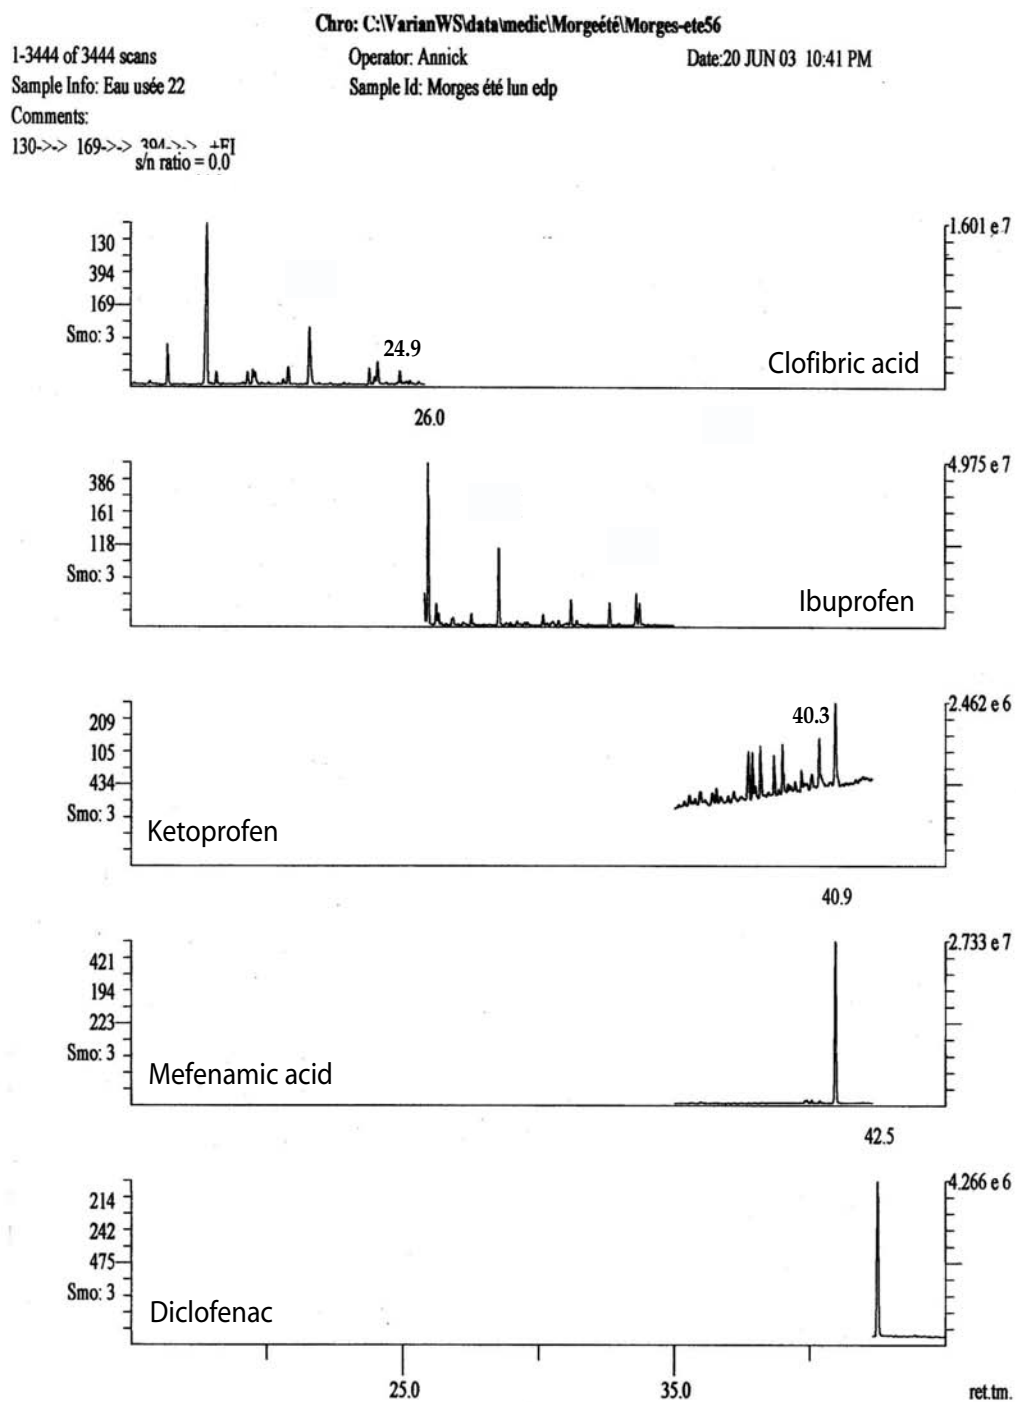 Chro: C:\VarianWS\data\medic\Morgeété\Morges-ete56
1-3444 of 3444 scans Operator: Annick Date:20 JUN 03 10:41 PM
Sample Info: Eau usée 22 Sample Id: Morges été lun edp
Comments:
130->-> 169->-> 394->-> +EI
s/n ratio = 0.0
1.601 e 7
130
394
169
Smo: 3
24.9
Clofibric acid
26.0
4.975 e 7
386
161
118
Smo: 3
Ibuprofen
2.462 e 6
209
105
434
Smo: 3
40.3
Ketoprofen
40.9
2.733 e 7
421
194
223
Smo: 3
Mefenamic acid
42.5
4.266 e 6
214
242
475
Smo: 3
Diclofenac
25.0 35.0 ret.tm.